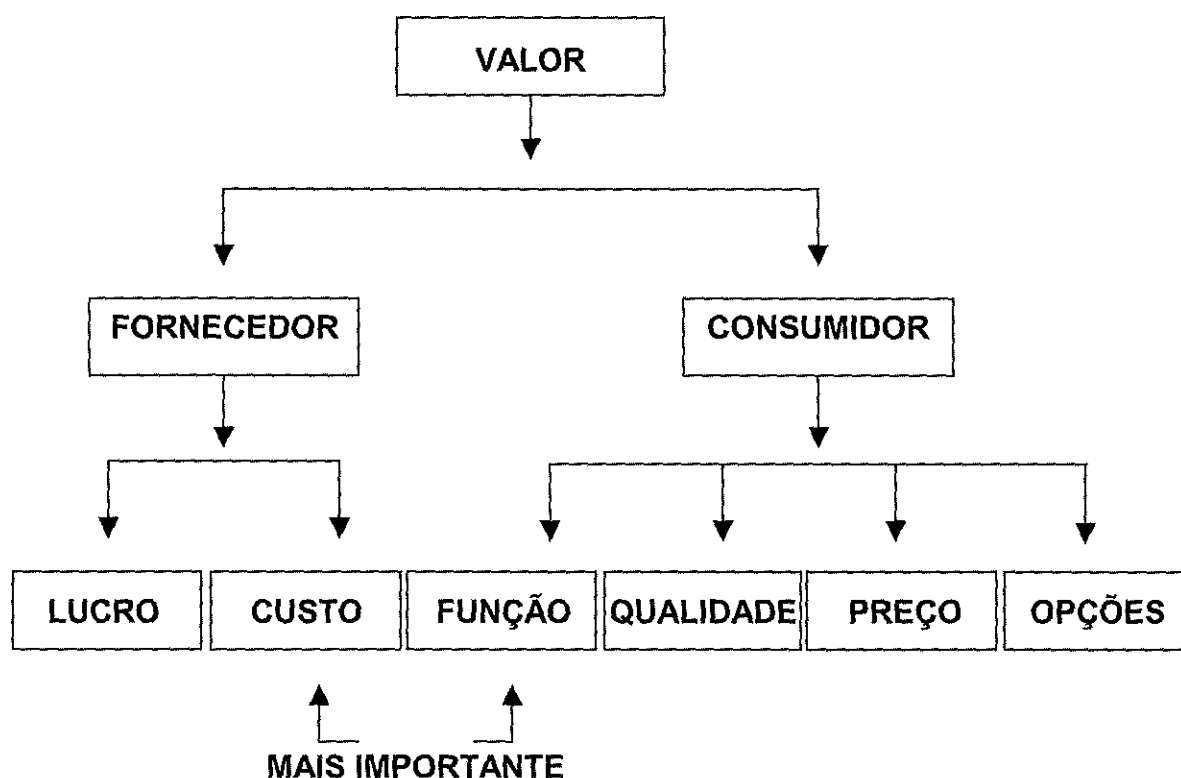 VALOR
FORNECEDOR
CONSUMIDOR
LUCRO
CUSTO
FUNÇÃO
QUALIDADE
PREÇO
OPÇÕES
MAIS IMPORTANTE